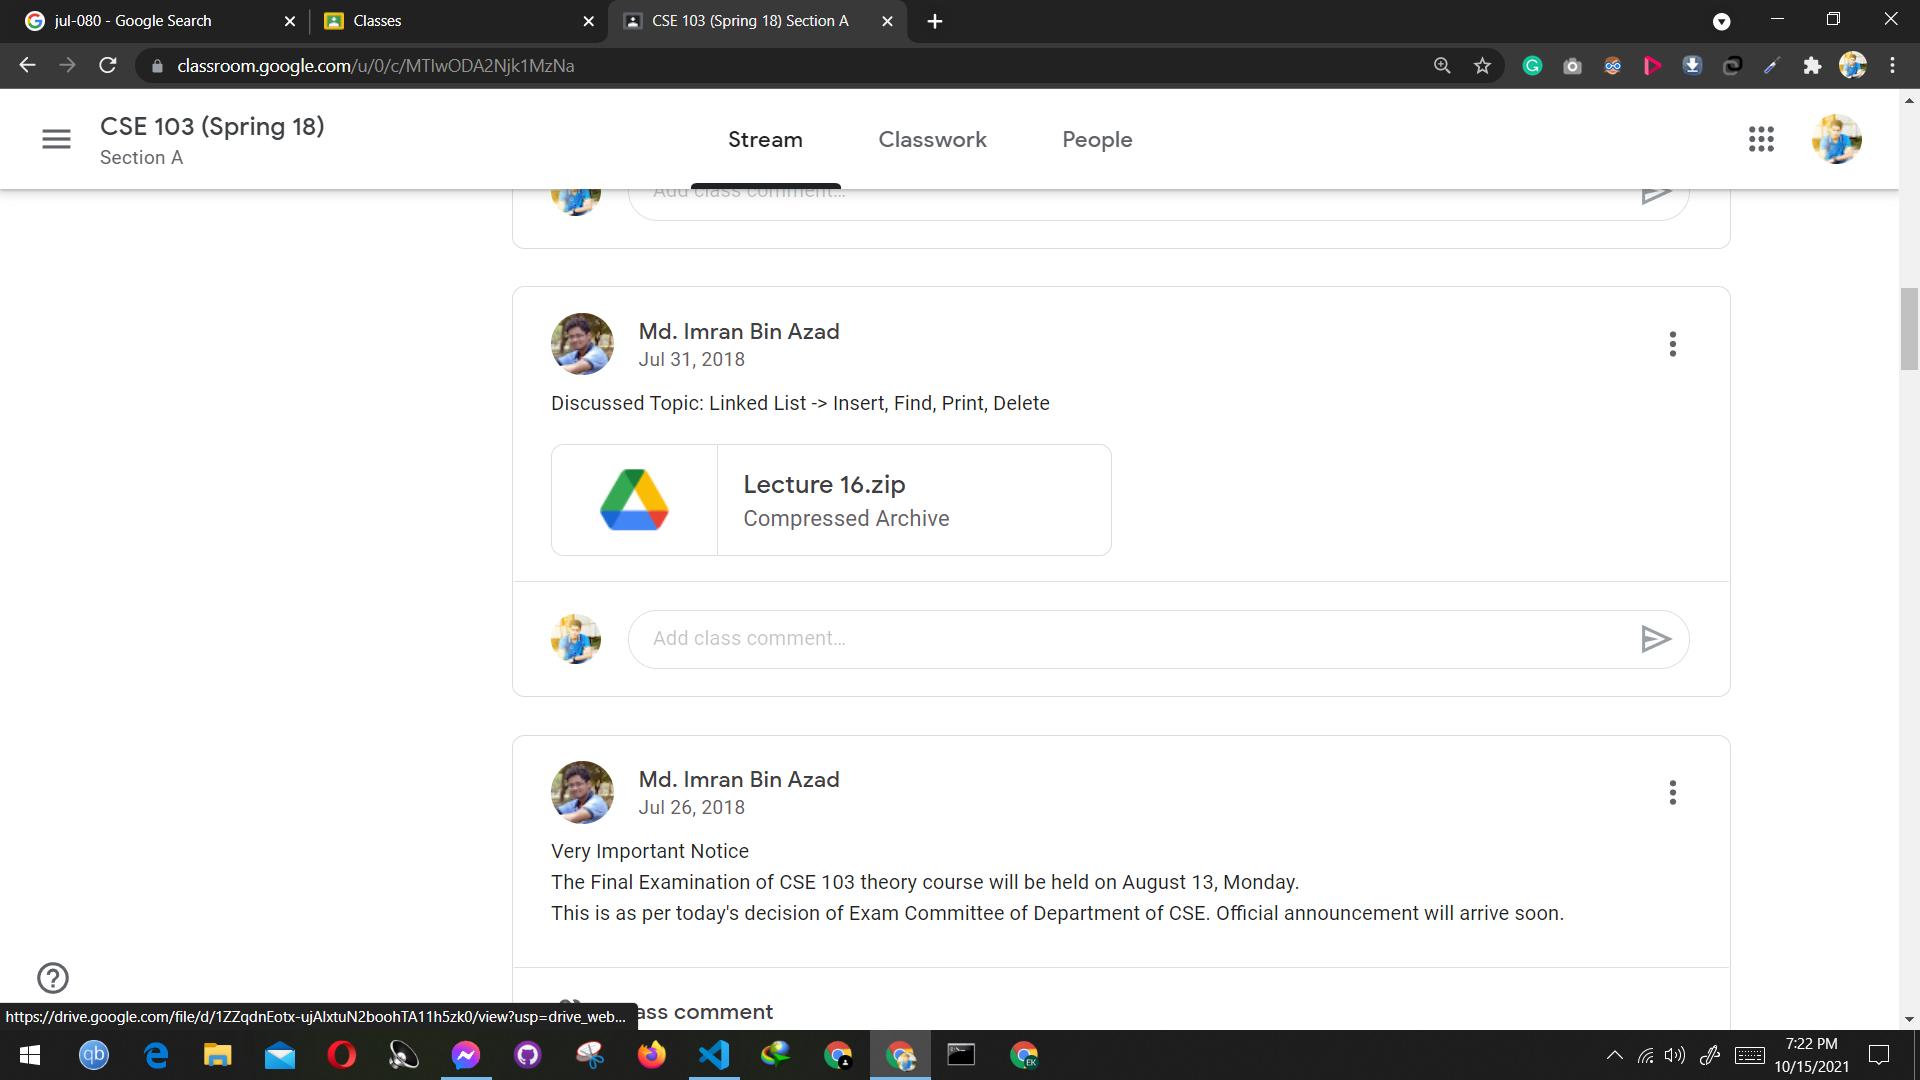 jul-080 - Google Search
Classes
CSE 103 (Spring 18) Section A
classroom.google.com/u/0/c/MTIwODA2Njk1MzNa
CSE 103 (Spring 18)
Section A
Stream
Classwork
People
Add class comment...
Md. Imran Bin Azad
Jul 31, 2018
Discussed Topic: Linked List -> Insert, Find, Print, Delete
Lecture 16.zip
Compressed Archive
Add class comment...
Md. Imran Bin Azad
Jul 26, 2018
Very Important Notice
The Final Examination of CSE 103 theory course will be held on August 13, Monday.
This is as per today's decision of Exam Committee of Department of CSE. Official announcement will arrive soon.
ass comment
https://drive.google.com/file/d/1ZZqdnEotx-ujAlxtuN2boohTA11h5zk0/view?usp=drive_web...
qb
EK
7:22 PM
10/15/2021